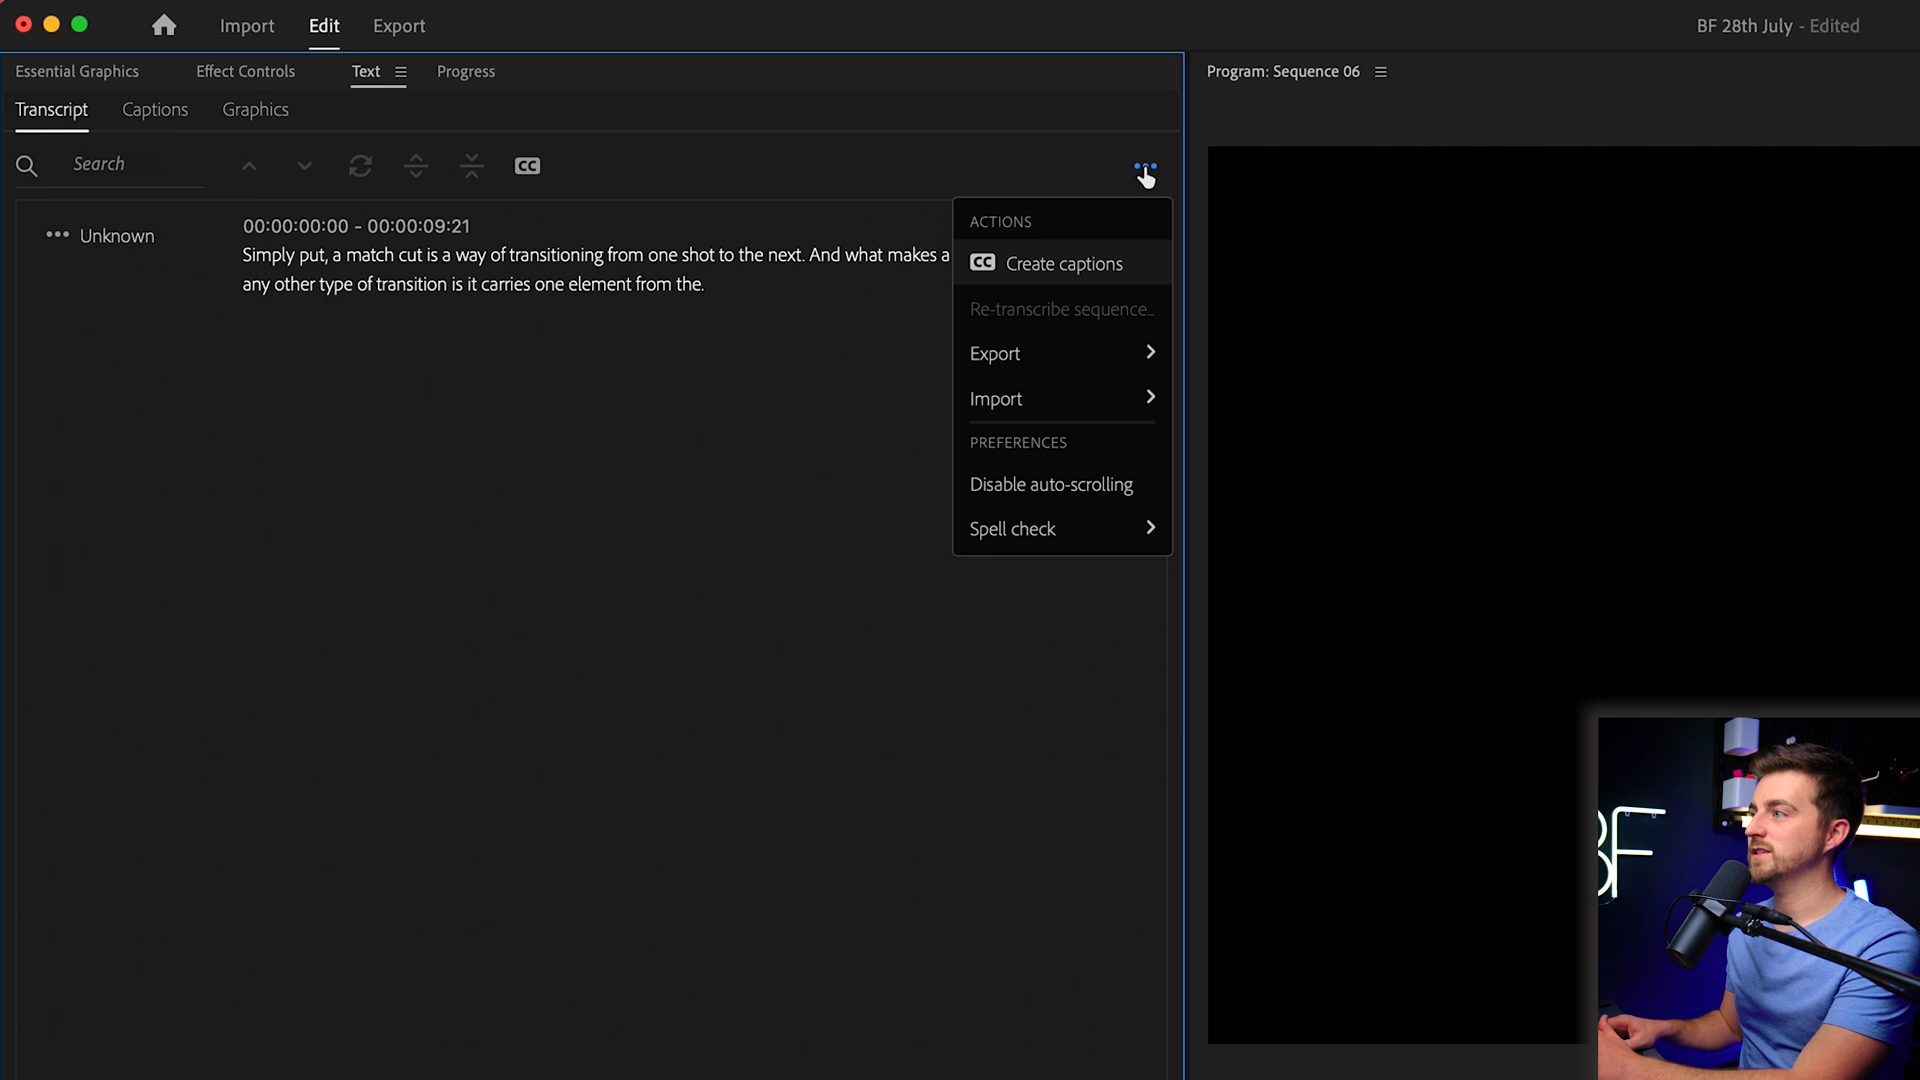 Import Edit Export BF 28th July - Edited
Essential Graphics Effect Controls Text Progress Program: Sequence 06
Transcript Captions Graphics
Search CC
Unknown 00:00:00:00 - 00:00:09:21
Simply put, a match cut is a way of transitioning from one shot to the next. And what makes a
any other type of transition is it carries one element from the.
ACTIONS
CC Create captions
Re-transcribe sequence...
Export
Import
PREFERENCES
Disable auto-scrolling
Spell check
BF